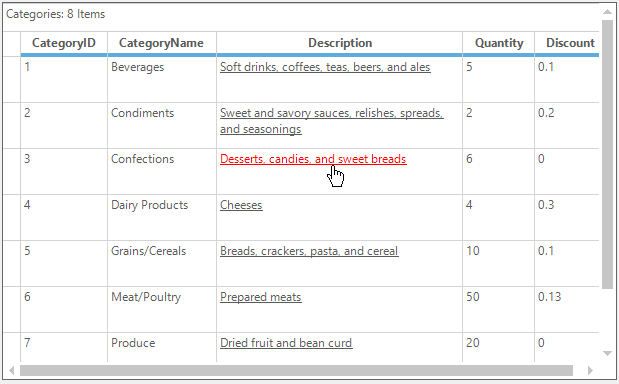 Categories: 8 Items
CategoryID CategoryName Description Quantity Discount
1 Beverages Soft drinks, coffees, teas, beers, and ales 5 0.1
2 Condiments Sweet and savory sauces, relishes, spreads, 2 0.2
and seasonings
3 Confections Desserts, candies, and sweet breads 6 0
4 Dairy Products Cheeses 4 0.3
5 Grains/Cereals Breads, crackers, pasta, and cereal 10 0.1
6 Meat/Poultry Prepared meats 50 0.13
7 Produce Dried fruit and bean curd 20 0